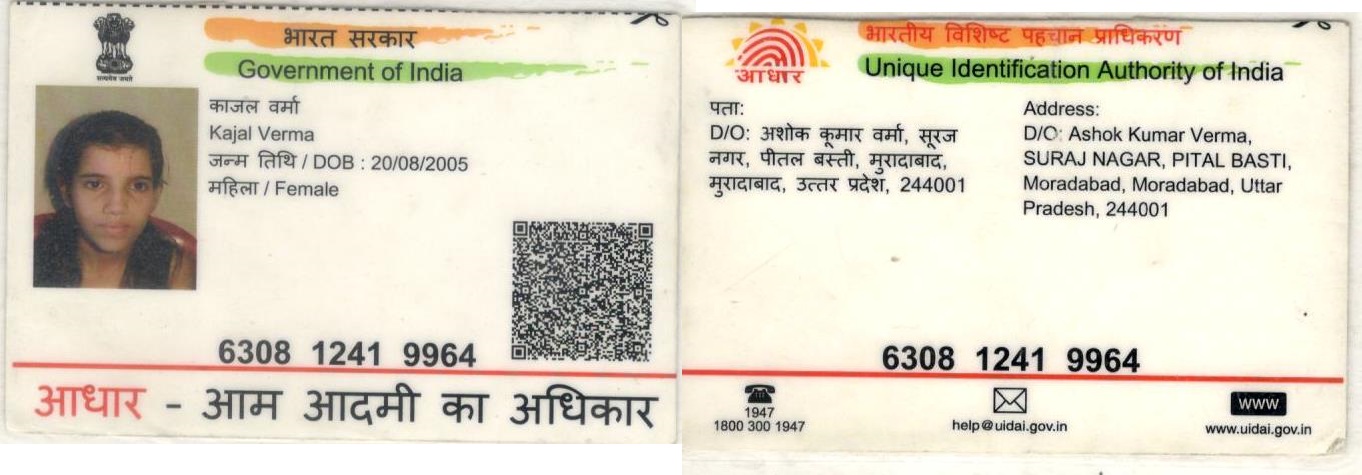 सत्यमेव जयते
भारत सरकार
Government of India
काजल वर्मा
Kajal Verma
जन्म तिथि / DOB : 20/08/2005
महिला / Female
6308 1241 9964
आधार - आम आदमी का अधिकार
आधार
भारतीय विशिष्ट पहचान प्राधिकरण
Unique Identification Authority of India
पता:
D/O: अशोक कुमार वर्मा, सूरज
नगर, पीतल बस्ती, मुरादाबाद,
मुरादाबाद, उत्तर प्रदेश, 244001
Address:
D/O: Ashok Kumar Verma,
SURAJ NAGAR, PITAL BASTI,
Moradabad, Moradabad, Uttar
Pradesh, 244001
6308 1241 9964
1947
1800 300 1947
help@uidai.gov.in
www
www.uidai.gov.in